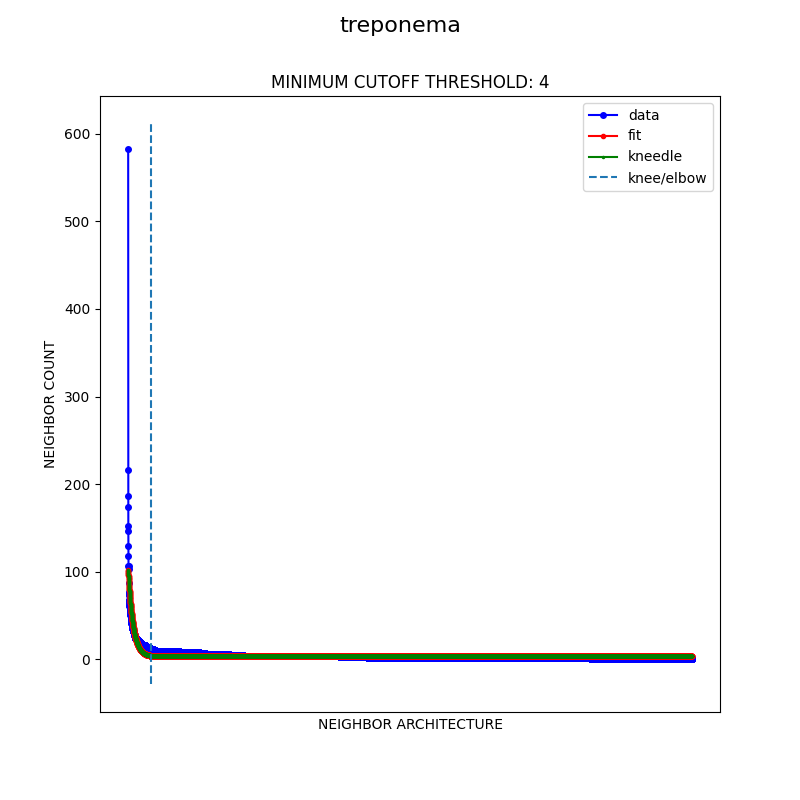 treponema
MINIMUM CUTOFF THRESHOLD: 4
data
fit
kneedle
knee/elbow
600
500
400
300
200
100
0
NEIGHBOR COUNT
NEIGHBOR ARCHITECTURE